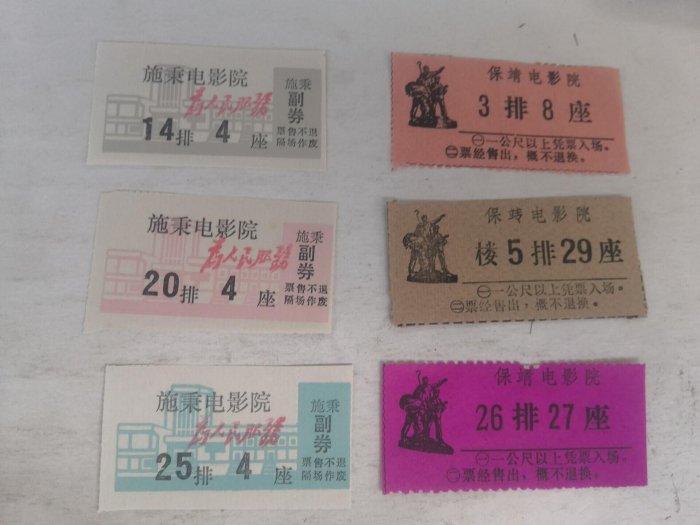 施秉电影院
为人民服务
14排 4 座
施秉
副券
票售不退
隔场作废
施秉电影院
为人民服务
20排 4 座
施秉
副券
票售不退
隔场作废
施秉电影院
为人民服务
25排 4 座
施秉
副券
票售不退
隔场作废
保靖电影院
3排8座
㊀一公尺以上凭票入场。
㊁票经售出，概不退换。
保靖电影院
楼5排29座
㊀一公尺以上凭票入场。
㊁票经售出，概不退换。
保靖电影院
26排27座
㊀一公尺以上凭票入场。
㊁票经售出，概不退换。